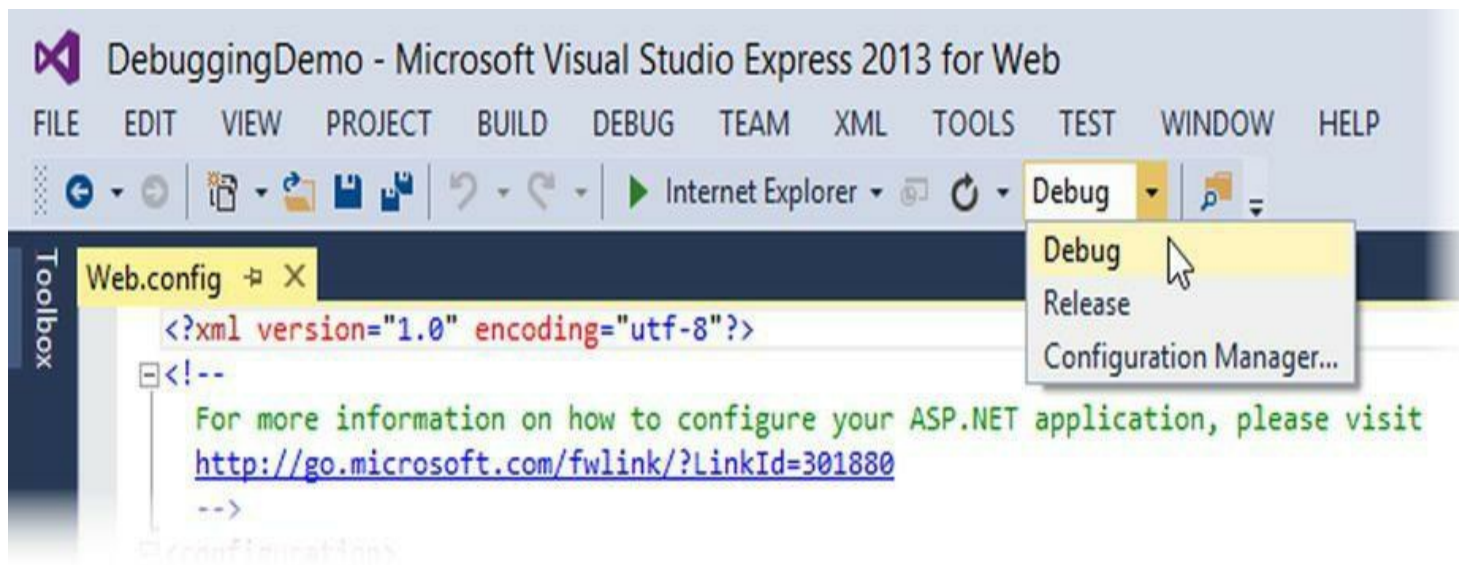 DebuggingDemo - Microsoft Visual Studio Express 2013 for Web
FILE EDIT VIEW PROJECT BUILD DEBUG TEAM XML TOOLS TEST WINDOW HELP
Internet Explorer Debug
Debug
Release
Configuration Manager...
Toolbox
Web.config
<?xml version="1.0" encoding="utf-8"?>
<!--
For more information on how to configure your ASP.NET application, please visit
http://go.microsoft.com/fwlink/?LinkId=301880
-->
<configuration>